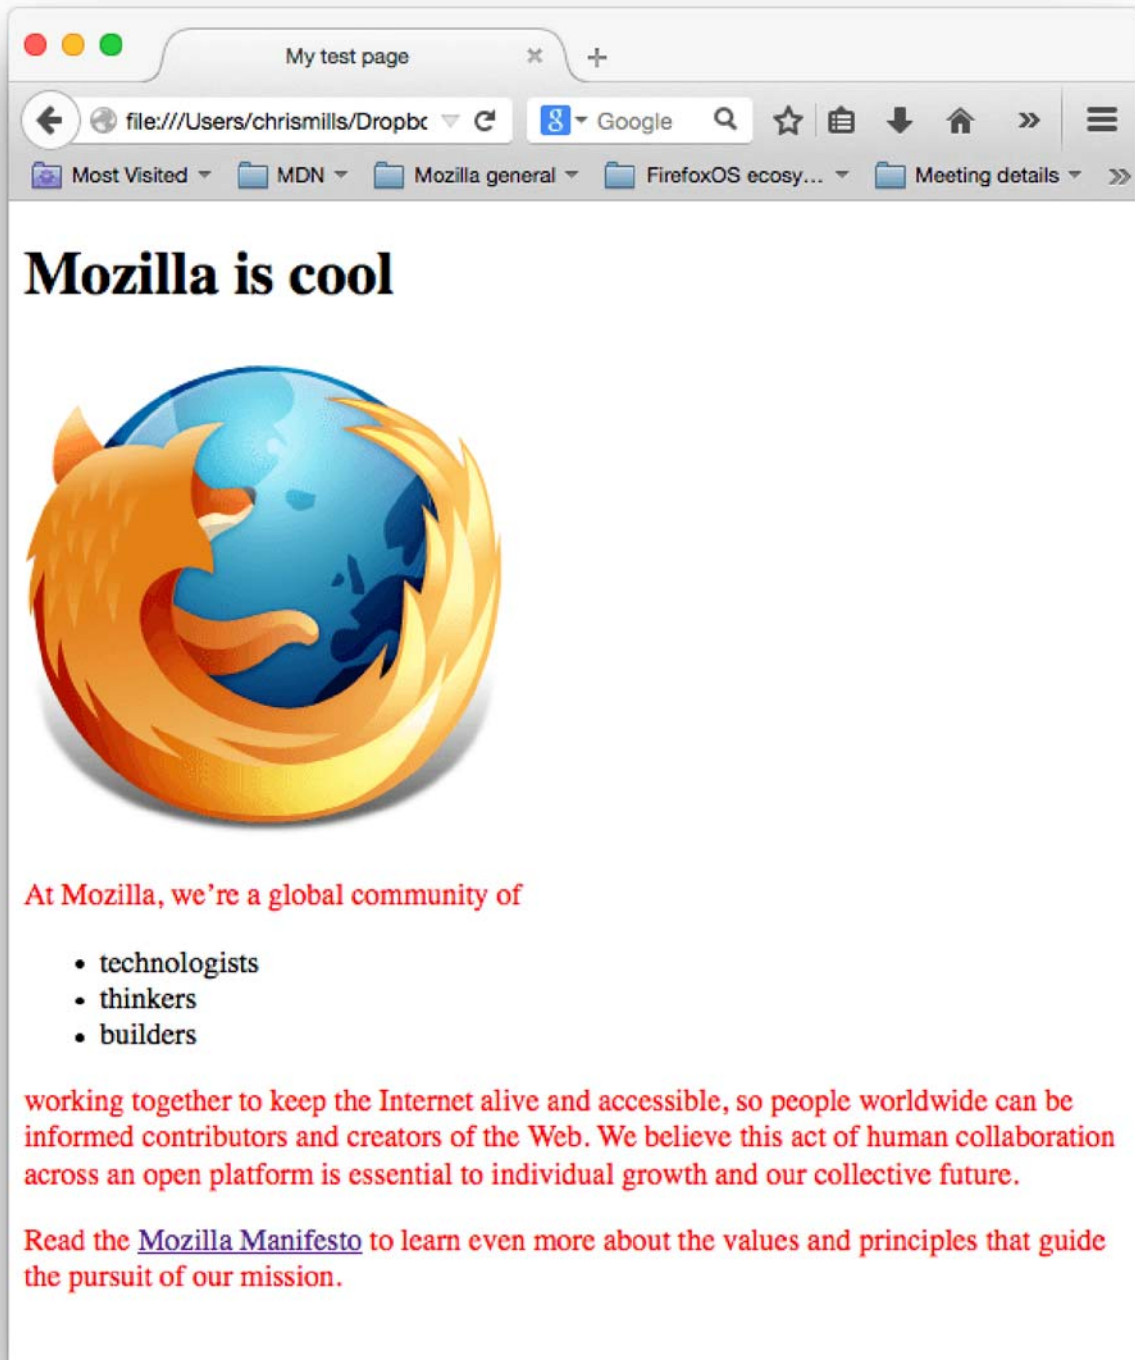 My test page
file:///Users/chrismills/Dropbc
8 Google
Most Visited MDN Mozilla general FirefoxOS ecosy... Meeting details
Mozilla is cool
At Mozilla, we’re a global community of
• technologists
• thinkers
• builders
working together to keep the Internet alive and accessible, so people worldwide can be
informed contributors and creators of the Web. We believe this act of human collaboration
across an open platform is essential to individual growth and our collective future.
Read the Mozilla Manifesto to learn even more about the values and principles that guide
the pursuit of our mission.